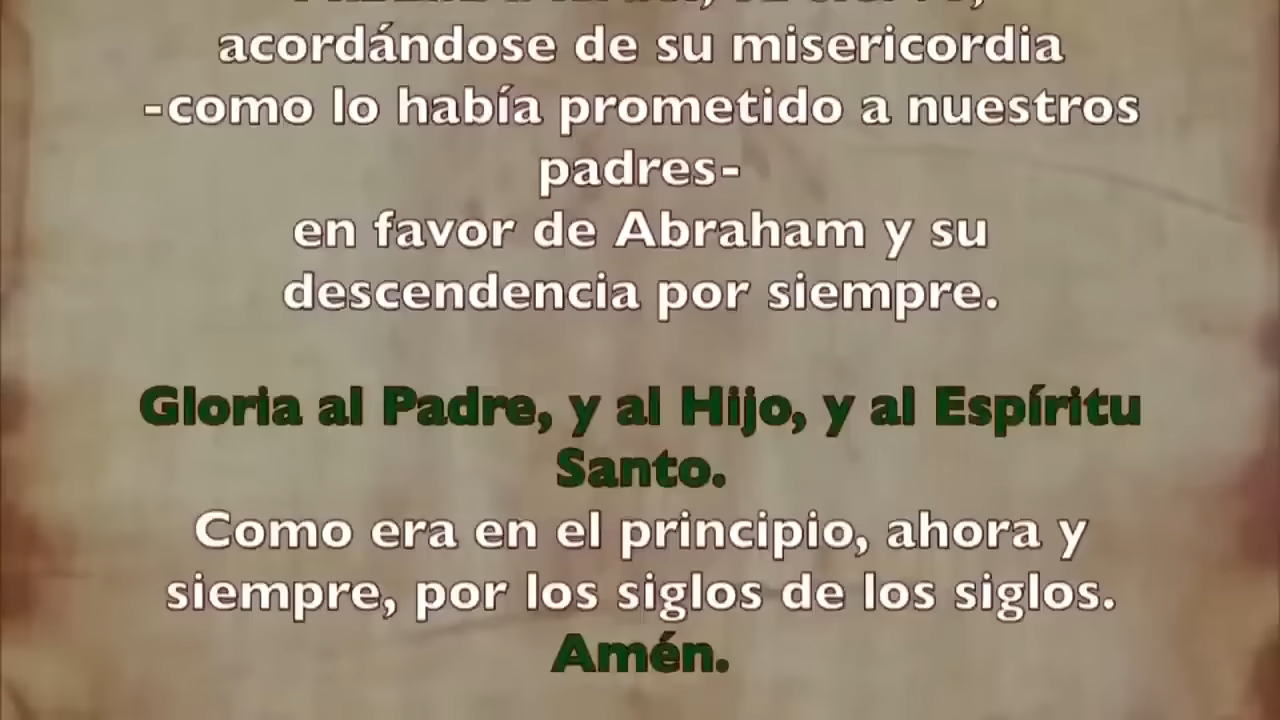 acordándose de su misericordia
-como lo había prometido a nuestros
padres-
en favor de Abraham y su
descendencia por siempre.
Gloria al Padre, y al Hijo, y al Espíritu
Santo.
Como era en el principio, ahora y
siempre, por los siglos de los siglos.
Amén.